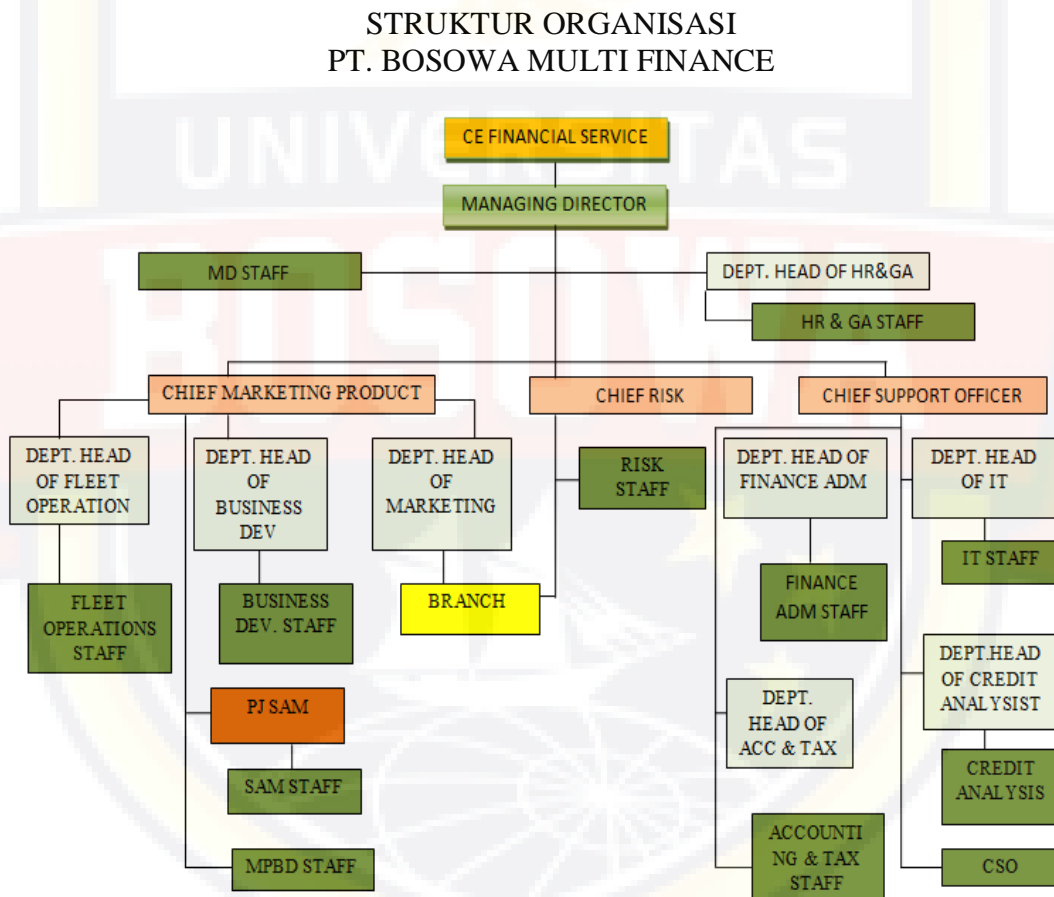 STRUKTUR ORGANISASI
PT. BOSOWA MULTI FINANCE
UNIVERSITAS
BOSOWA
CE FINANCIAL SERVICE
MANAGING DIRECTOR
MD STAFF
DEPT. HEAD OF HR&GA
HR & GA STAFF
CHIEF MARKETING PRODUCT
CHIEF RISK
CHIEF SUPPORT OFFICER
DEPT. HEAD
OF FLEET
OPERATION
DEPT. HEAD
OF
BUSINESS
DEV
DEPT. HEAD
OF
MARKETING
RISK
STAFF
DEPT. HEAD OF
FINANCE ADM
DEPT. HEAD
OF IT
FLEET
OPERATIONS
STAFF
BUSINESS
DEV. STAFF
BRANCH
FINANCE
ADM STAFF
IT STAFF
PJ SAM
SAM STAFF
MPBD STAFF
DEPT.
HEAD OF
ACC & TAX
DEPT.HEAD
OF CREDIT
ANALYSIST
CREDIT
ANALYSIS
ACCOUNTI
NG & TAX
STAFF
CSO